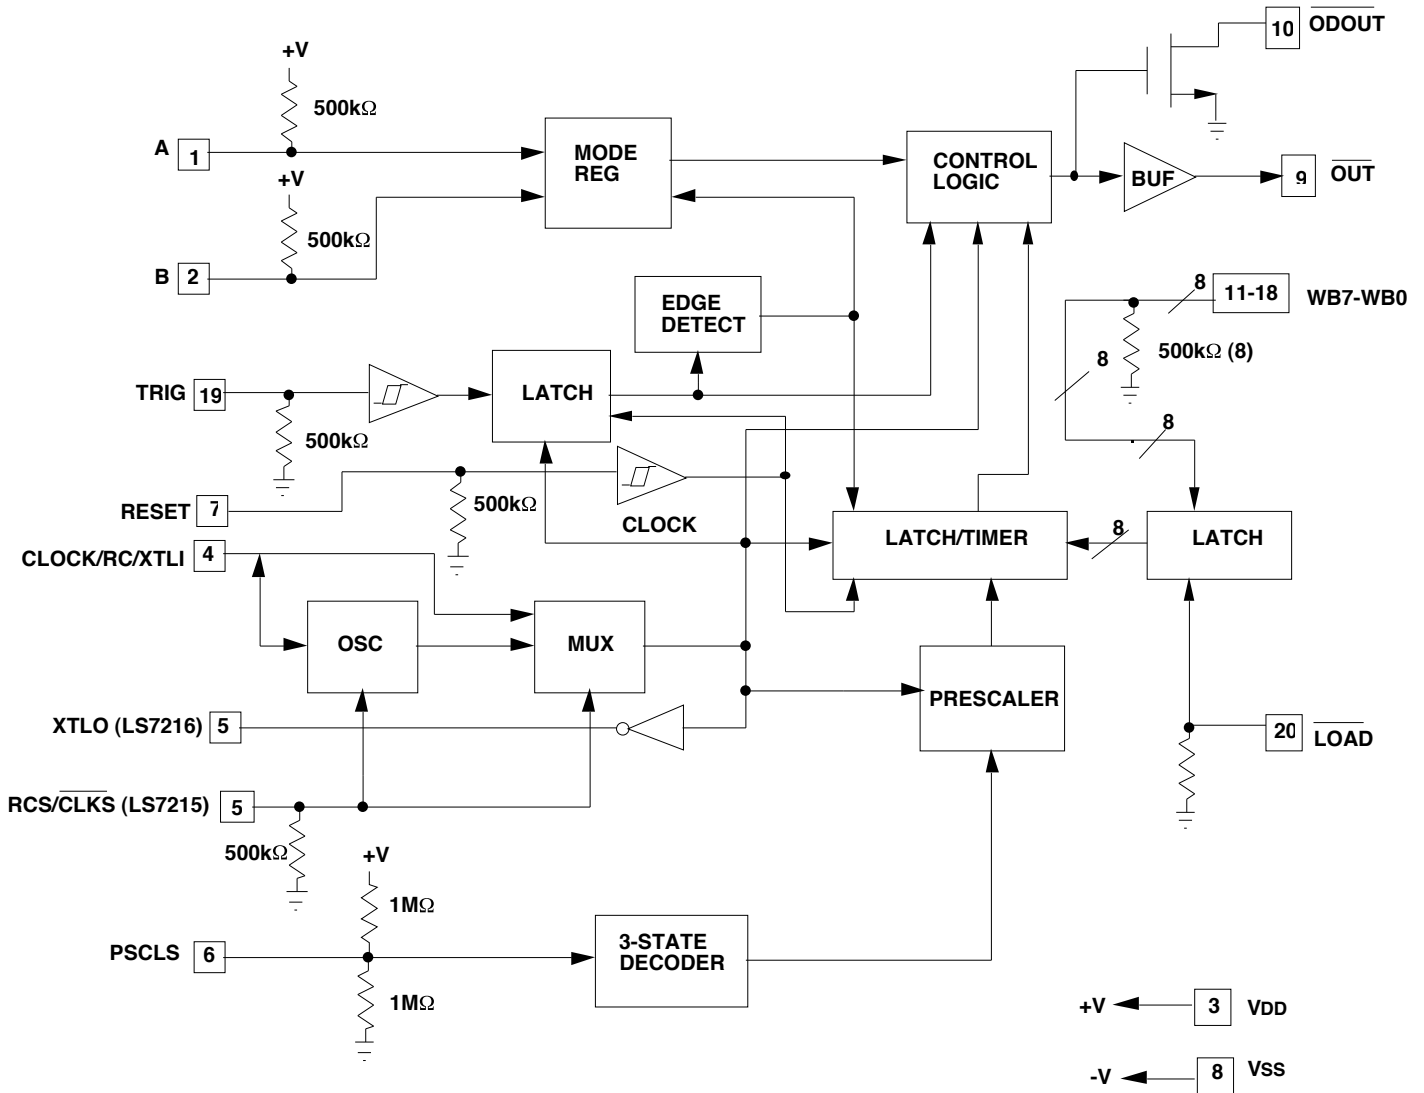 10 ODOUT
+V
500kΩ
A 1
MODE
REG
CONTROL
LOGIC
BUF
9 OUT
+V
500kΩ
B 2
EDGE
DETECT
8
11-18 WB7-WB0
500kΩ (8)
8
TRIG 19
LATCH
8
500kΩ
RESET 7
500kΩ
CLOCK
LATCH/TIMER
8
LATCH
CLOCK/RC/XTLI 4
OSC
MUX
PRESCALER
XTLO (LS7216) 5
20 LOAD
RCS/CLKS (LS7215) 5
500kΩ
+V
1MΩ
PSCLS 6
3-STATE
DECODER
1MΩ
+V 3 VDD
-V 8 VSS